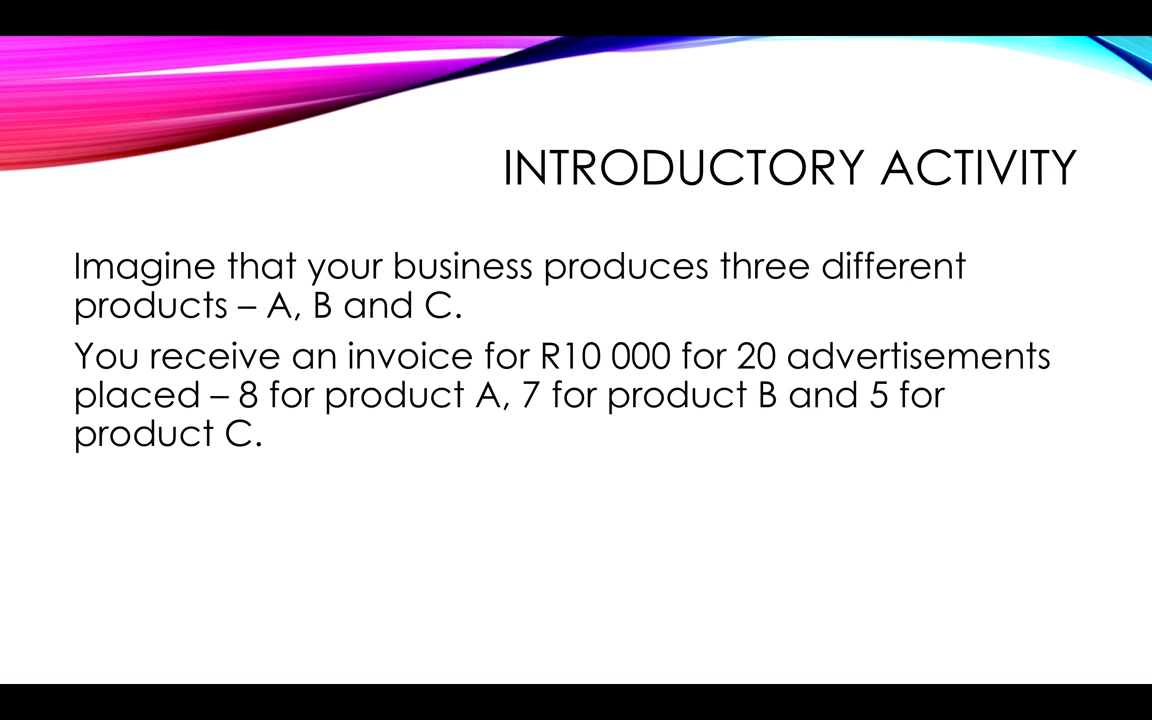 INTRODUCTORY ACTIVITY
Imagine that your business produces three different
products – A, B and C.
You receive an invoice for R10 000 for 20 advertisements
placed – 8 for product A, 7 for product B and 5 for
product C.